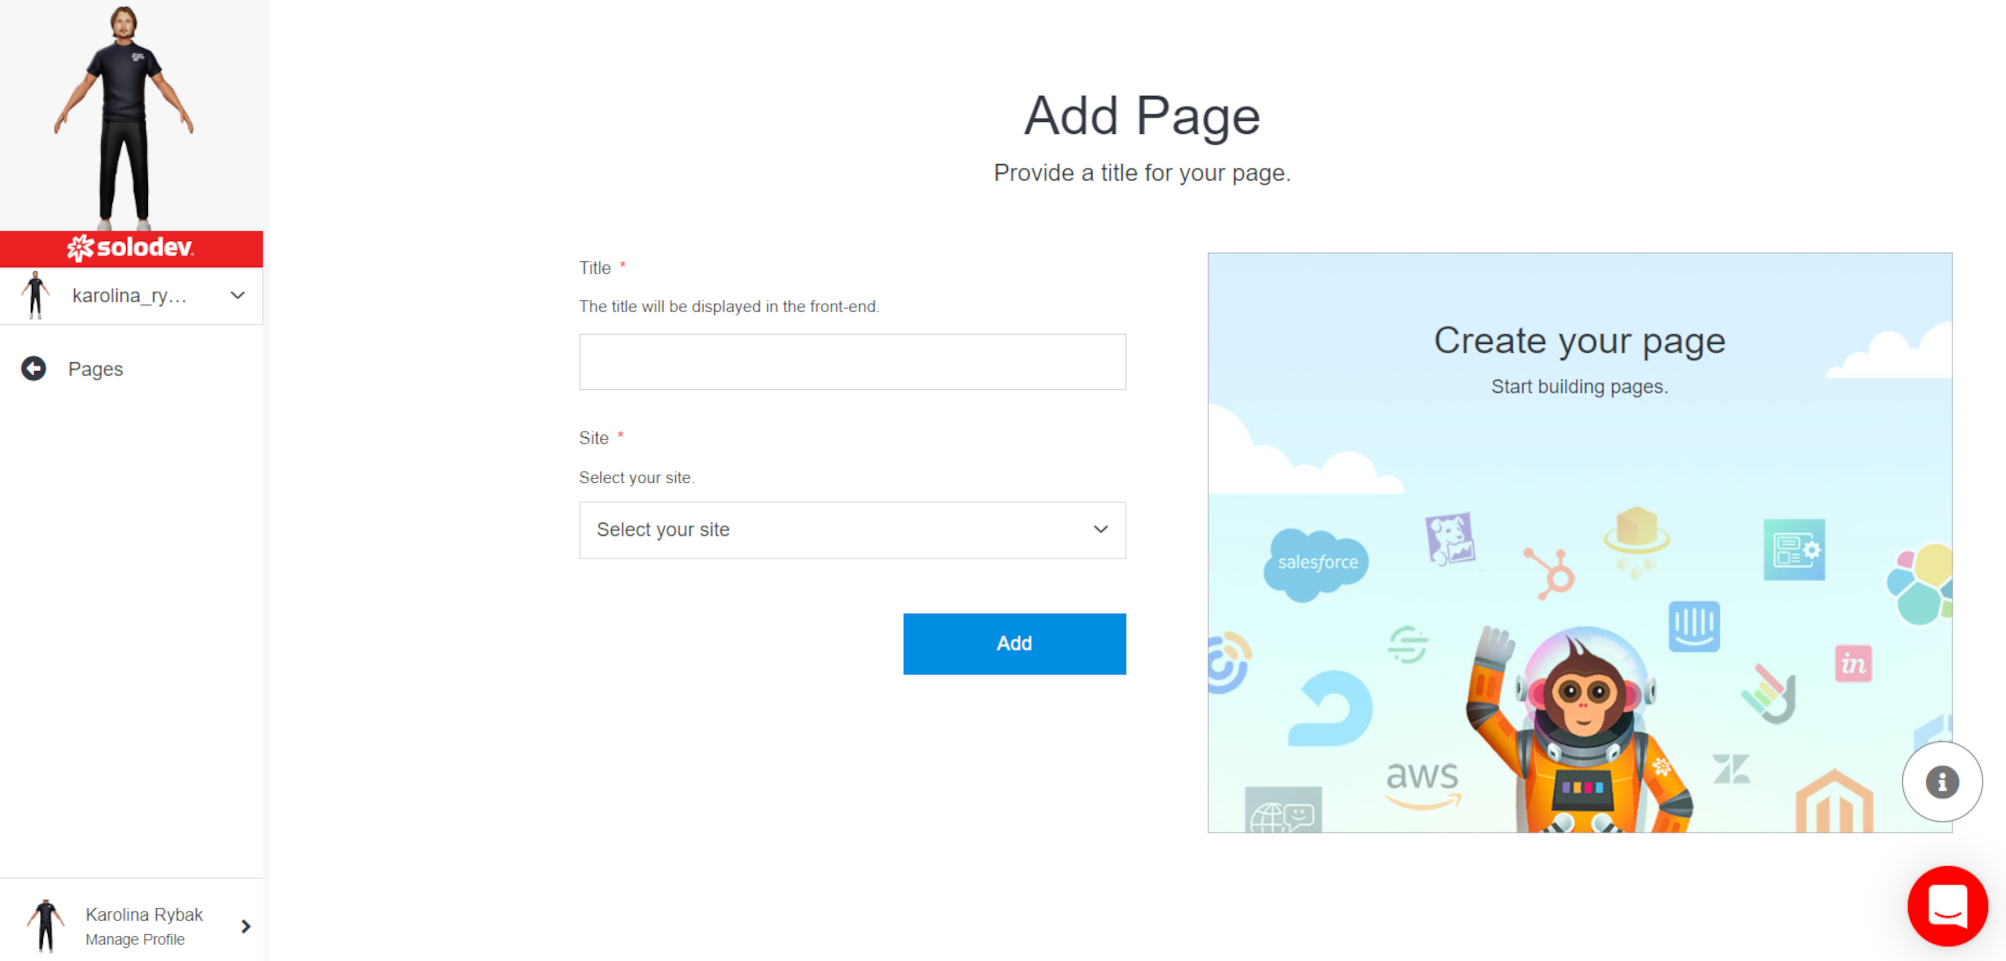 solodev
karolina_ry...
Pages
Karolina Rybak
Manage Profile
Add Page
Provide a title for your page.
Title *
The title will be displayed in the front-end.
Site *
Select your site.
Select your site
Add
Create your page
Start building pages.
salesforce
in
aws